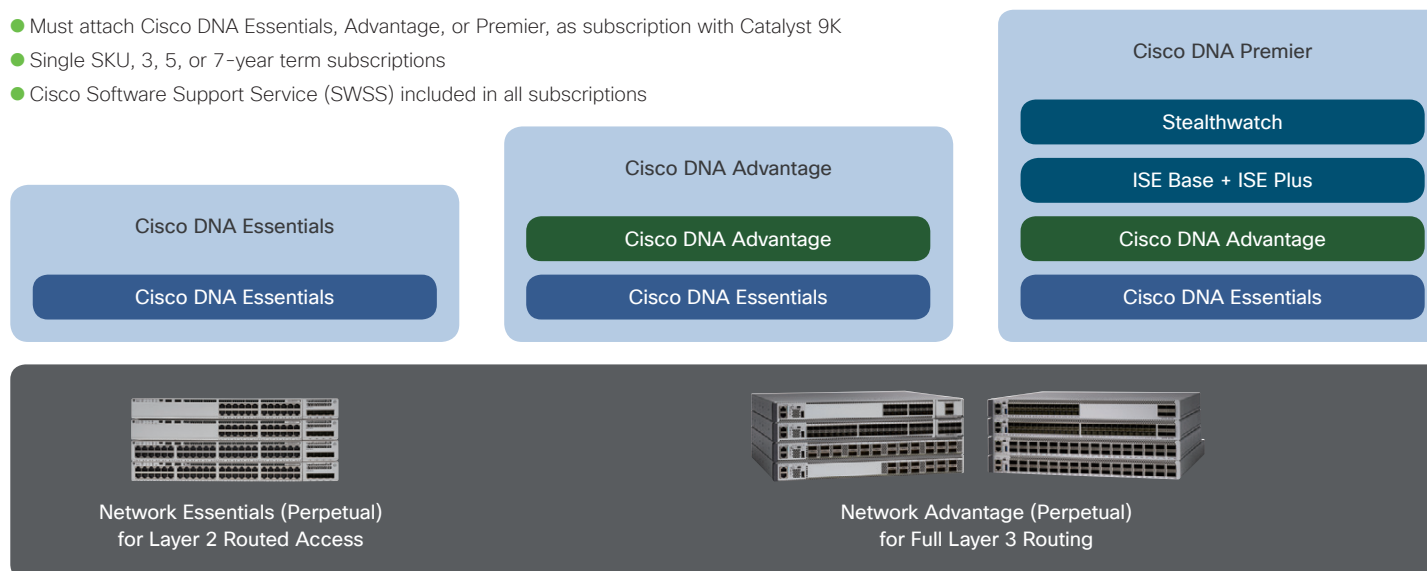 Must attach Cisco DNA Essentials, Advantage, or Premier, as subscription with Catalyst 9K
Single SKU, 3, 5, or 7-year term subscriptions
Cisco Software Support Service (SWSS) included in all subscriptions
Cisco DNA Essentials
Cisco DNA Essentials
Cisco DNA Advantage
Cisco DNA Advantage
Cisco DNA Essentials
Cisco DNA Premier
Stealthwatch
ISE Base + ISE Plus
Cisco DNA Advantage
Cisco DNA Essentials
Network Essentials (Perpetual)
for Layer 2 Routed Access
Network Advantage (Perpetual)
for Full Layer 3 Routing